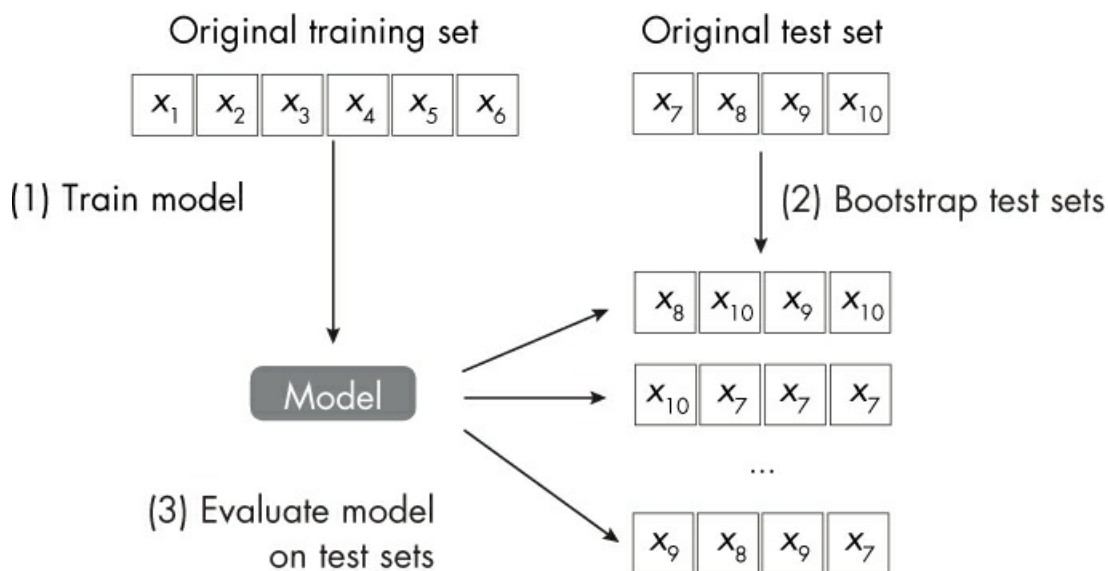 Original training set
Original test set
x₁ x₂ x₃ x₄ x₅ x₆
x₇ x₈ x₉ x₁₀
(1) Train model
(2) Bootstrap test sets
x₈ x₁₀ x₉ x₁₀
Model
x₁₀ x₇ x₇ x₇
...
(3) Evaluate model
on test sets
x₉ x₈ x₉ x₇